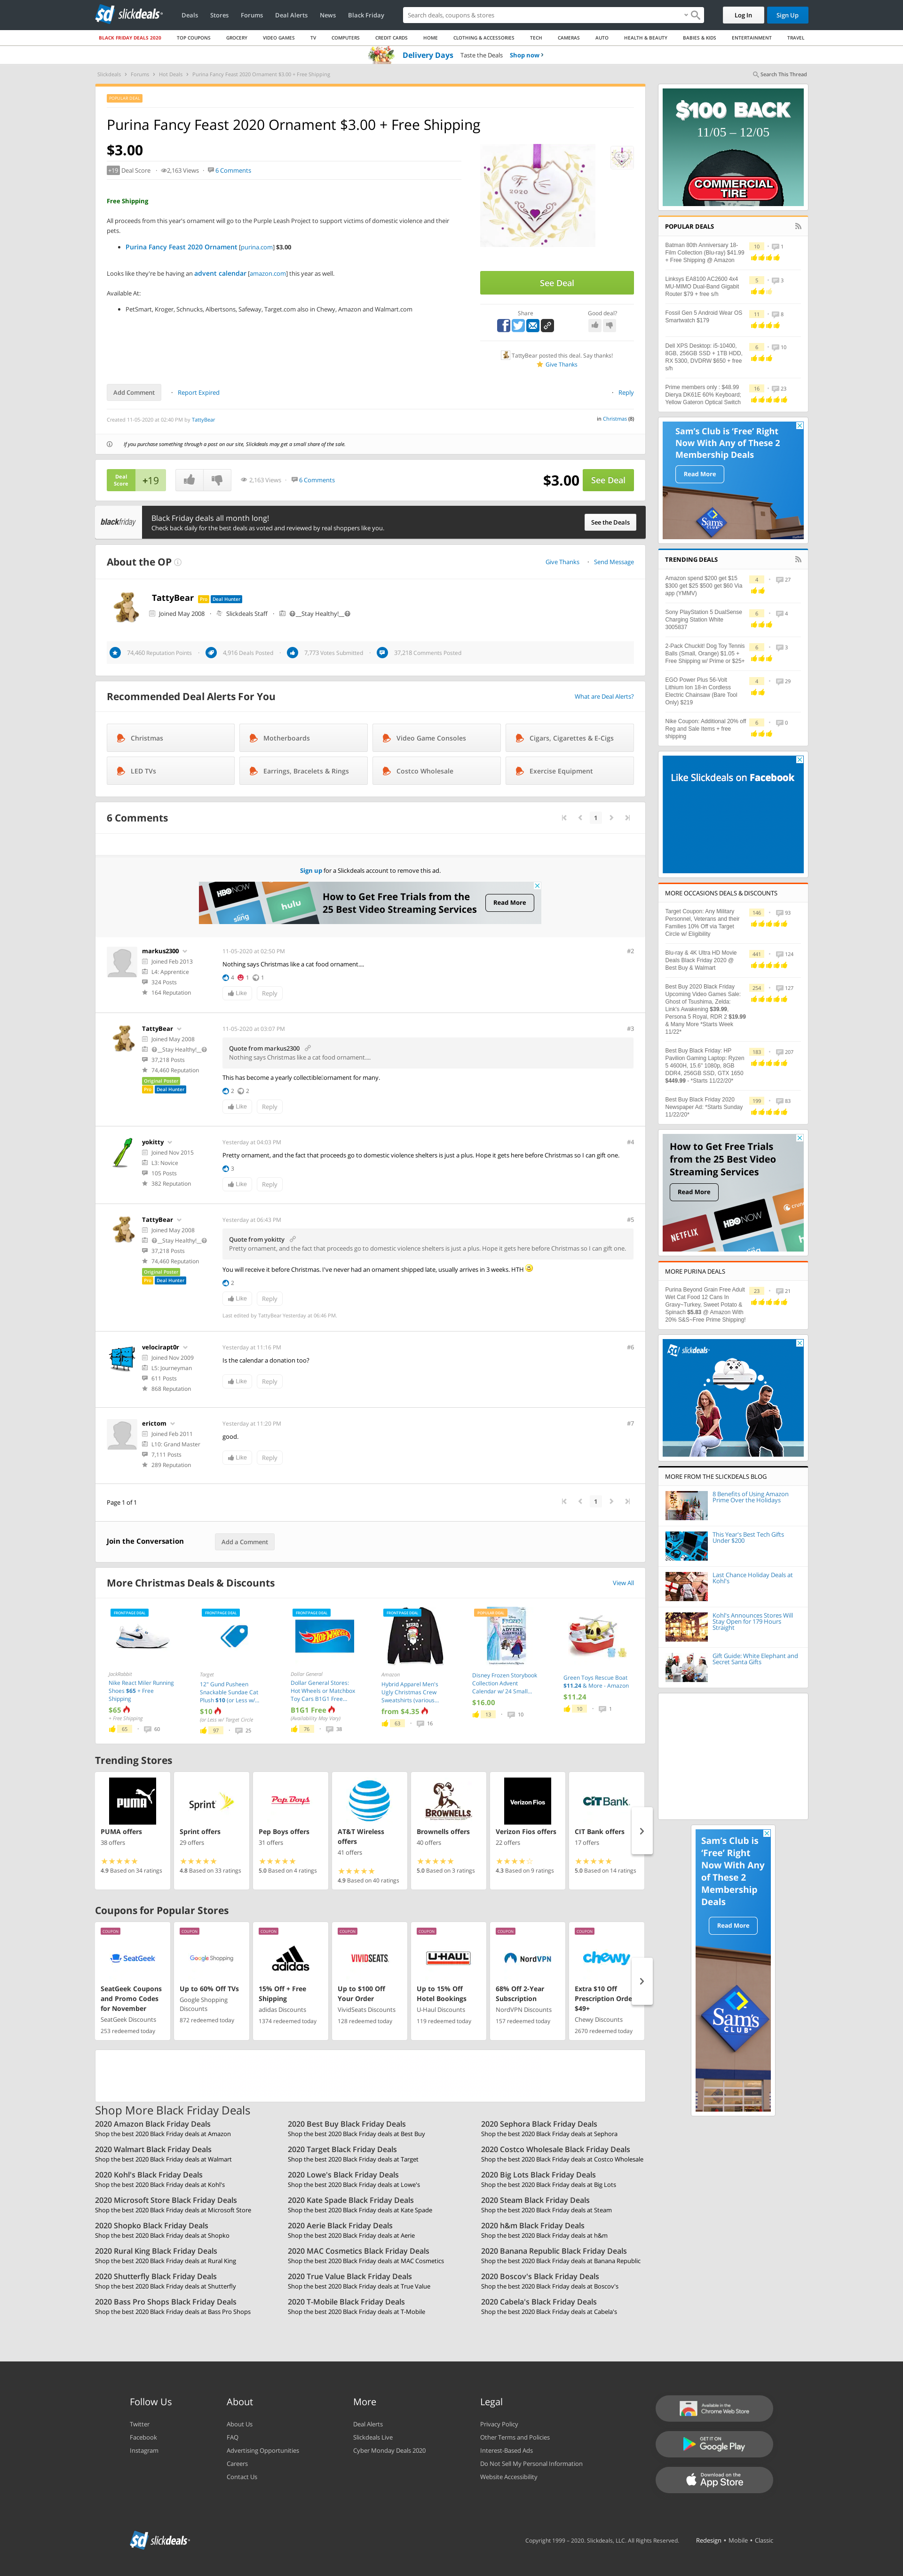 slickdeals
Deals Stores Forums Deal Alerts News Black Friday
Search deals, coupons & stores
Log In Sign Up
BLACK FRIDAY DEALS 2020 TOP COUPONS GROCERY VIDEO GAMES TV COMPUTERS CREDIT CARDS HOME CLOTHING & ACCESSORIES TECH CAMERAS AUTO HEALTH & BEAUTY BABIES & KIDS ENTERTAINMENT TRAVEL
Delivery Days Taste the Deals Shop now
Slickdeals Forums Hot Deals Purina Fancy Feast 2020 Ornament $3.00 + Free Shipping
Search This Thread
POPULAR DEAL
Purina Fancy Feast 2020 Ornament $3.00 + Free Shipping
$3.00
+19 Deal Score 2,163 Views 6 Comments
Free Shipping
All proceeds from this year's ornament will go to the Purple Leash Project to support victims of domestic violence and their
pets.
Purina Fancy Feast 2020 Ornament [purina.com] $3.00
Looks like they're be having an advent calendar [amazon.com] this year as well.
Available At:
PetSmart, Kroger, Schnucks, Albertsons, Safeway, Target.com also in Chewy, Amazon and Walmart.com
2020
See Deal
Share Good deal?
TattyBear posted this deal. Say thanks!
Give Thanks
Add Comment Report Expired Reply
Created 11-05-2020 at 02:40 PM by TattyBear
in Christmas (8)
If you purchase something through a post on our site, Slickdeals may get a small share of the sale.
Deal Score +19 2,163 Views 6 Comments $3.00 See Deal
blackfriday
Black Friday deals all month long!
Check back daily for the best deals as voted and reviewed by real shoppers like you.
See the Deals
About the OP
Give Thanks Send Message
TattyBear Pro Deal Hunter
Joined May 2008 Slickdeals Staff __Stay Healthy!__
74,460 Reputation Points 4,916 Deals Posted 7,773 Votes Submitted 37,218 Comments Posted
Recommended Deal Alerts For You
What are Deal Alerts?
Christmas Motherboards Video Game Consoles Cigars, Cigarettes & E-Cigs
LED TVs Earrings, Bracelets & Rings Costco Wholesale Exercise Equipment
6 Comments
1
Sign up for a Slickdeals account to remove this ad.
HBO NOW sling hulu
How to Get Free Trials from the
25 Best Video Streaming Services
Read More
markus2300 11-05-2020 at 02:50 PM #2
Joined Feb 2013
L4: Apprentice
324 Posts
164 Reputation
Nothing says Christmas like a cat food ornament....
4 1 1
Like Reply
TattyBear 11-05-2020 at 03:07 PM #3
Joined May 2008
__Stay Healthy!__
37,218 Posts
74,460 Reputation
Original Poster
Pro Deal Hunter
Quote from markus2300
Nothing says Christmas like a cat food ornament....
This has become a yearly collectible/ornament for many.
2 2
Like Reply
yokitty Yesterday at 04:03 PM #4
Joined Nov 2015
L3: Novice
105 Posts
382 Reputation
Pretty ornament, and the fact that proceeds go to domestic violence shelters is just a plus. Hope it gets here before Christmas so I can gift one.
3
Like Reply
TattyBear Yesterday at 06:43 PM #5
Joined May 2008
__Stay Healthy!__
37,218 Posts
74,460 Reputation
Original Poster
Pro Deal Hunter
Quote from yokitty
Pretty ornament, and the fact that proceeds go to domestic violence shelters is just a plus. Hope it gets here before Christmas so I can gift one.
You will receive it before Christmas. I've never had an ornament shipped late, usually arrives in 3 weeks. HTH
2
Like Reply
Last edited by TattyBear Yesterday at 06:46 PM.
velocirapt0r Yesterday at 11:16 PM #6
Joined Nov 2009
L5: Journeyman
611 Posts
868 Reputation
Is the calendar a donation too?
Like Reply
erictom Yesterday at 11:20 PM #7
Joined Feb 2011
L10: Grand Master
7,111 Posts
289 Reputation
good.
Like Reply
Page 1 of 1
1
Join the Conversation Add a Comment
More Christmas Deals & Discounts
View All
FRONTPAGE DEAL
JackRabbit
Nike React Miler Running
Shoes $65 + Free
Shipping
$65
+ Free Shipping
65 60
FRONTPAGE DEAL
Target
12" Gund Pusheen
Snackable Sundae Cat
Plush $10 (or Less w/...
$10
(or Less w/ Target Circle
97 25
FRONTPAGE DEAL
Hot Wheels
Dollar General
Dollar General Stores:
Hot Wheels or Matchbox
Toy Cars B1G1 Free...
B1G1 Free
(Availability May Vary)
76 38
FRONTPAGE DEAL
Amazon
Hybrid Apparel Men's
Ugly Christmas Crew
Sweatshirts (various...
from $4.35
63 16
POPULAR DEAL
Disney Frozen Storybook
Collection Advent
Calendar w/ 24 Small...
$16.00
13 10
Green Toys Rescue Boat
$11.24 & More - Amazon
$11.24
10 1
Trending Stores
PUMA
PUMA offers
38 offers
4.9 Based on 34 ratings
Sprint
Sprint offers
29 offers
4.8 Based on 33 ratings
Pep Boys
Pep Boys offers
31 offers
5.0 Based on 4 ratings
AT&T Wireless
offers
41 offers
4.9 Based on 40 ratings
BROWNELLS
Brownells offers
40 offers
5.0 Based on 3 ratings
Verizon Fios
Verizon Fios offers
22 offers
4.3 Based on 9 ratings
CIT Bank
CIT Bank offers
17 offers
5.0 Based on 14 ratings
Coupons for Popular Stores
COUPON
SeatGeek
SeatGeek Coupons
and Promo Codes
for November
SeatGeek Discounts
253 redeemed today
COUPON
Google Shopping
Up to 60% Off TVs
Google Shopping
Discounts
872 redeemed today
COUPON
adidas
15% Off + Free
Shipping
adidas Discounts
1374 redeemed today
COUPON
VIVID SEATS
Up to $100 Off
Your Order
VividSeats Discounts
128 redeemed today
COUPON
U-HAUL
Up to 15% Off
Hotel Bookings
U-Haul Discounts
119 redeemed today
COUPON
NordVPN
68% Off 2-Year
Subscription
NordVPN Discounts
157 redeemed today
COUPON
chewy
Extra $10 Off
Prescription Orde
$49+
Chewy Discounts
2670 redeemed today
Shop More Black Friday Deals
2020 Amazon Black Friday Deals
Shop the best 2020 Black Friday deals at Amazon
2020 Best Buy Black Friday Deals
Shop the best 2020 Black Friday deals at Best Buy
2020 Sephora Black Friday Deals
Shop the best 2020 Black Friday deals at Sephora
2020 Walmart Black Friday Deals
Shop the best 2020 Black Friday deals at Walmart
2020 Target Black Friday Deals
Shop the best 2020 Black Friday deals at Target
2020 Costco Wholesale Black Friday Deals
Shop the best 2020 Black Friday deals at Costco Wholesale
2020 Kohl's Black Friday Deals
Shop the best 2020 Black Friday deals at Kohl's
2020 Lowe's Black Friday Deals
Shop the best 2020 Black Friday deals at Lowe's
2020 Big Lots Black Friday Deals
Shop the best 2020 Black Friday deals at Big Lots
2020 Microsoft Store Black Friday Deals
Shop the best 2020 Black Friday deals at Microsoft Store
2020 Kate Spade Black Friday Deals
Shop the best 2020 Black Friday deals at Kate Spade
2020 Steam Black Friday Deals
Shop the best 2020 Black Friday deals at Steam
2020 Shopko Black Friday Deals
Shop the best 2020 Black Friday deals at Shopko
2020 Aerie Black Friday Deals
Shop the best 2020 Black Friday deals at Aerie
2020 h&m Black Friday Deals
Shop the best 2020 Black Friday deals at h&m
2020 Rural King Black Friday Deals
Shop the best 2020 Black Friday deals at Rural King
2020 MAC Cosmetics Black Friday Deals
Shop the best 2020 Black Friday deals at MAC Cosmetics
2020 Banana Republic Black Friday Deals
Shop the best 2020 Black Friday deals at Banana Republic
2020 Shutterfly Black Friday Deals
Shop the best 2020 Black Friday deals at Shutterfly
2020 True Value Black Friday Deals
Shop the best 2020 Black Friday deals at True Value
2020 Boscov's Black Friday Deals
Shop the best 2020 Black Friday deals at Boscov's
2020 Bass Pro Shops Black Friday Deals
Shop the best 2020 Black Friday deals at Bass Pro Shops
2020 T-Mobile Black Friday Deals
Shop the best 2020 Black Friday deals at T-Mobile
2020 Cabela's Black Friday Deals
Shop the best 2020 Black Friday deals at Cabela's
$100 BACK
11/05 – 12/05
COMMERCIAL
TIRE
POPULAR DEALS
Batman 80th Anniversary 18-
Film Collection (Blu-ray) $41.99
+ Free Shipping @ Amazon
10 1
Linksys EA8100 AC2600 4x4
MU-MIMO Dual-Band Gigabit
Router $79 + free s/h
5 3
Fossil Gen 5 Android Wear OS
Smartwatch $179
11 8
Dell XPS Desktop: i5-10400,
8GB, 256GB SSD + 1TB HDD,
RX 5300, DVDRW $650 + free
s/h
6 10
Prime members only : $48.99
Dierya DK61E 60% Keyboard;
Yellow Gateron Optical Switch
16 23
Sam's Club is 'Free' Right
Now With Any of These 2
Membership Deals
Read More
Sam's CLUB
TRENDING DEALS
Amazon spend $200 get $15
$300 get $25 $500 get $60 Via
app (YMMV)
4 27
Sony PlayStation 5 DualSense
Charging Station White
3005837
6 4
2-Pack Chuckit! Dog Toy Tennis
Balls (Small, Orange) $1.05 +
Free Shipping w/ Prime or $25+
6 3
EGO Power Plus 56-Volt
Lithium Ion 18-in Cordless
Electric Chainsaw (Bare Tool
Only) $219
4 29
Nike Coupon: Additional 20% off
Reg and Sale Items + free
shipping
6 0
Like Slickdeals on Facebook
MORE OCCASIONS DEALS & DISCOUNTS
Target Coupon: Any Military
Personnel, Veterans and their
Families 10% Off via Target
Circle w/ Eligibility
146 93
Blu-ray & 4K Ultra HD Movie
Deals Black Friday 2020 @
Best Buy & Walmart
441 124
Best Buy 2020 Black Friday
Upcoming Video Games Sale:
Ghost of Tsushima, Zelda:
Link's Awakening $39.99,
Persona 5 Royal, RDR 2 $19.99
& Many More *Starts Week
11/22*
254 127
Best Buy Black Friday: HP
Pavilion Gaming Laptop: Ryzen
5 4600H, 15.6" 1080p, 8GB
DDR4, 256GB SSD, GTX 1650
$449.99 - *Starts 11/22/20*
183 207
Best Buy Black Friday 2020
Newspaper Ad: *Starts Sunday
11/22/20*
199 83
How to Get Free Trials
from the 25 Best Video
Streaming Services
Read More
NETFLIX HBO NOW sling
MORE PURINA DEALS
Purina Beyond Grain Free Adult
Wet Cat Food 12 Cans In
Gravy~Turkey, Sweet Potato &
Spinach $5.83 @ Amazon With
20% S&S~Free Prime Shipping!
23 21
slickdeals
MORE FROM THE SLICKDEALS BLOG
8 Benefits of Using Amazon
Prime Over the Holidays
This Year's Best Tech Gifts
Under $200
Last Chance Holiday Deals at
Kohl's
Kohl's Announces Stores Will
Stay Open for 179 Hours
Straight
Gift Guide: White Elephant and
Secret Santa Gifts
Sam's Club is
'Free' Right
Now With Any
of These 2
Membership
Deals
Read More
Sam's CLUB
Follow Us
Twitter
Facebook
Instagram
About
About Us
FAQ
Advertising Opportunities
Careers
Contact Us
More
Deal Alerts
Slickdeals Live
Cyber Monday Deals 2020
Legal
Privacy Policy
Other Terms and Policies
Interest-Based Ads
Do Not Sell My Personal Information
Website Accessibility
Available in the
Chrome Web Store
GET IT ON
Google Play
Download on the
App Store
slickdeals
Copyright 1999 – 2020. Slickdeals, LLC. All Rights Reserved. Redesign • Mobile • Classic